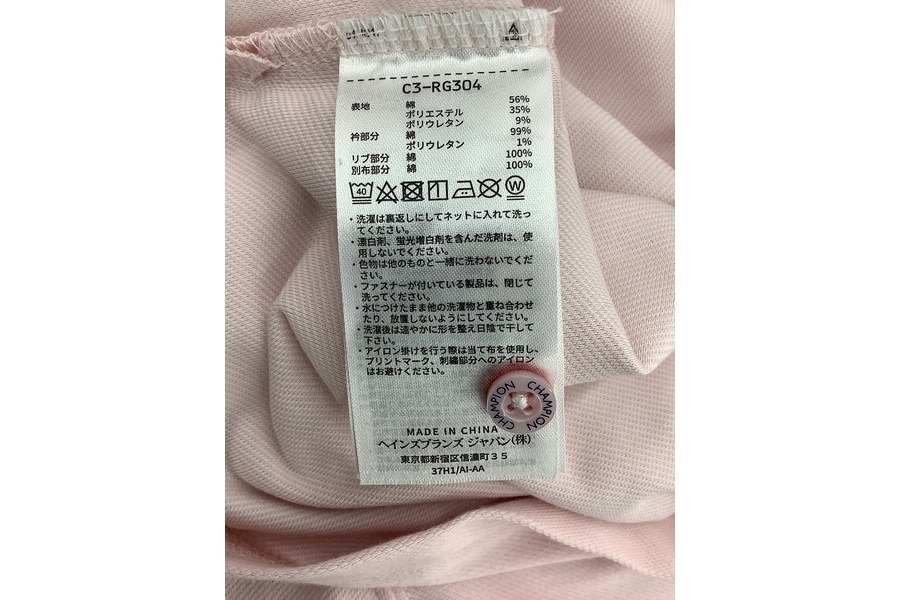 C3-RG304
表地 綿 56%
ポリエステル 35%
ポリウレタン 9%
衿部分 綿 99%
ポリウレタン 1%
リブ部分 綿 100%
別布部分 綿 100%
40 W
・洗濯は裏返しにしてネットに入れて洗っ
てください。
・漂白剤、蛍光増白剤を含んだ洗剤は、使
用しないでください。
・色物は他のものと一緒に洗わないでくだ
さい。
・ファスナーが付いている製品は、閉じて
洗ってください。
・水につけたまま他の洗濯物と重ね合わせ
たり、放置しないようにしてください。
・洗濯後は速やかに形を整え日陰で干して
下さい。
・アイロン掛けを行う際は当て布を使用し、
プリントマーク、刺繍部分へのアイロン
はお避けください。
CHAMPION CHAMPION
MADE IN CHINA
ヘインズブランズ ジャパン(株)
東京都新宿区信濃町35
37H1/AI-AA